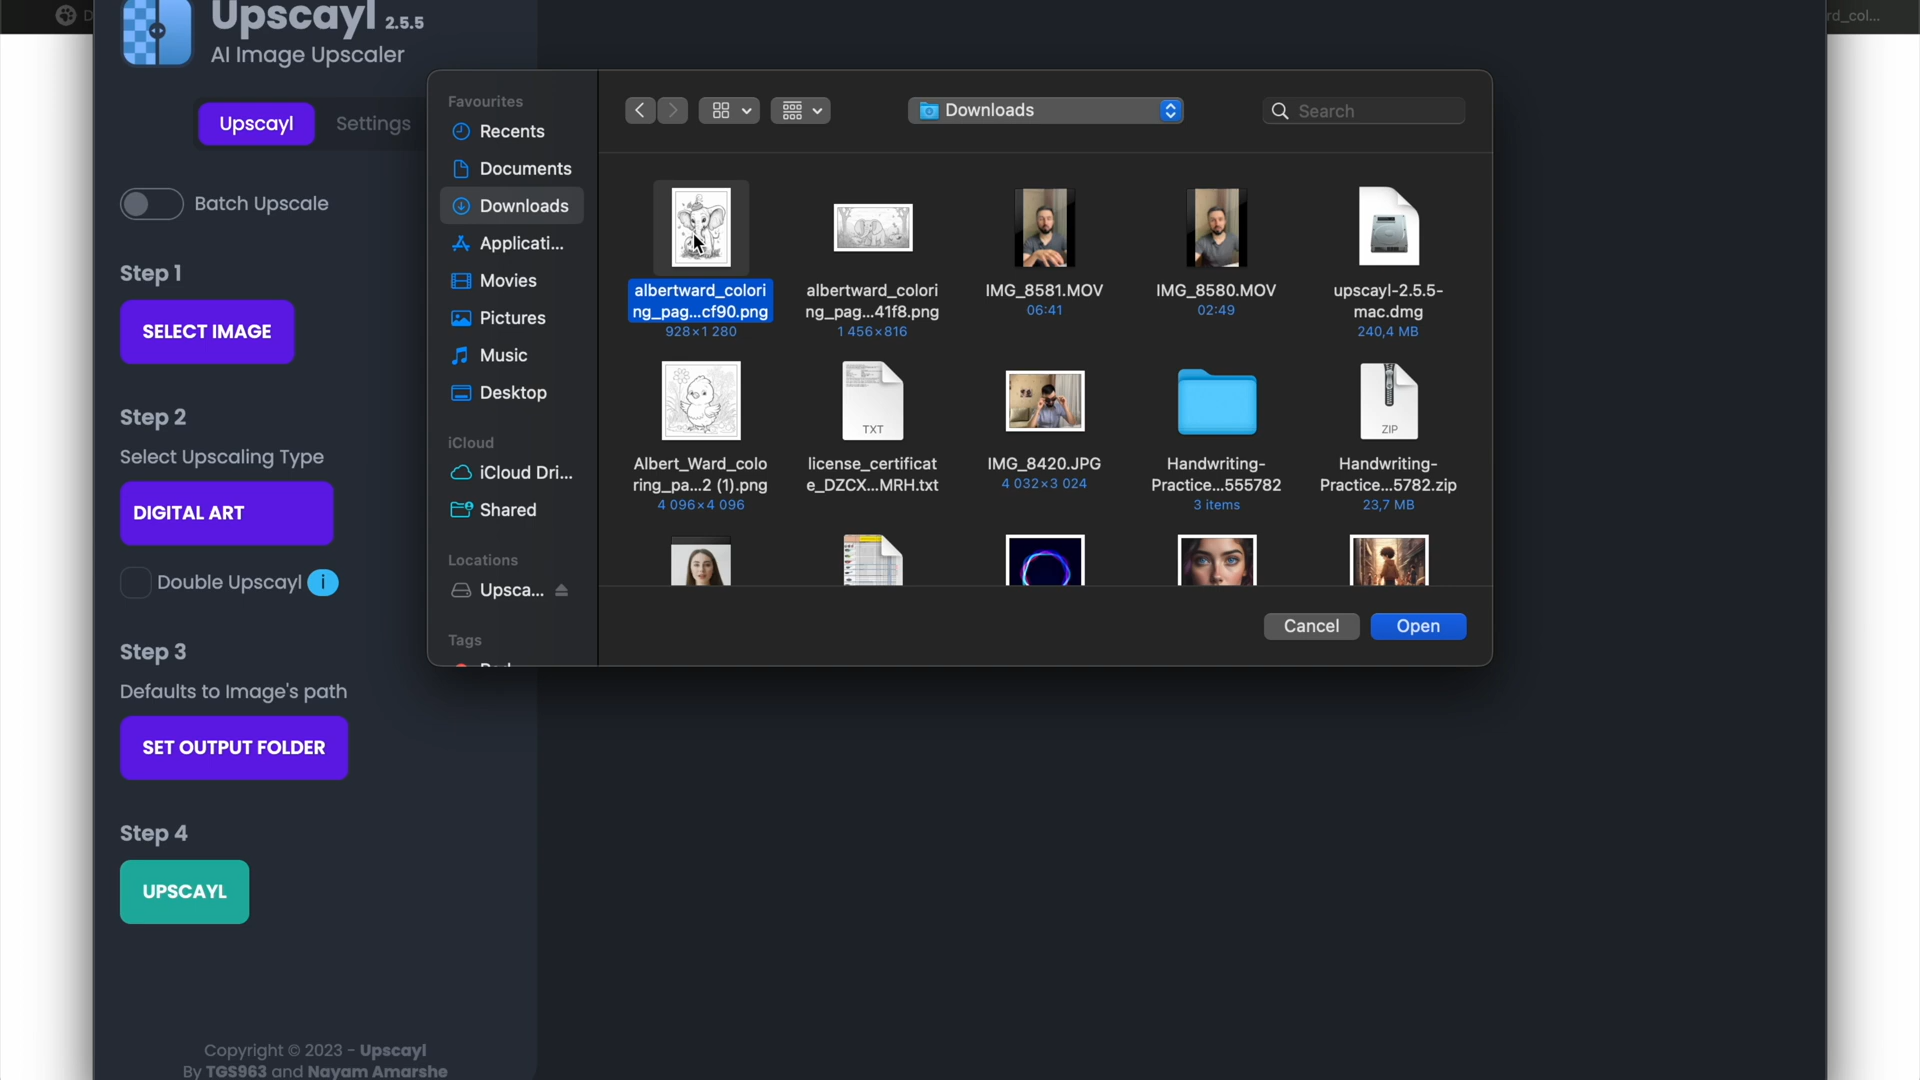 rd_col...
Upscayl 2.5.5
AI Image Upscaler
Upscayl
Settings
Batch Upscale
Step 1
SELECT IMAGE
Step 2
Select Upscaling Type
DIGITAL ART
Double Upscayl i
Step 3
Defaults to Image's path
SET OUTPUT FOLDER
Step 4
UPSCAYL
Copyright © 2023 - Upscayl
By TGS963 and Nayam Amarshe
Favourites
Recents
Documents
Downloads
Applicati...
Movies
Pictures
Music
Desktop
iCloud
iCloud Dri...
Shared
Locations
Upsca...
Tags
Downloads
Search
albertward_colori
ng_pag...cf90.png
928×1 280
albertward_colori
ng_pag...41f8.png
1 456×816
IMG_8581.MOV
06:41
IMG_8580.MOV
02:49
upscayl-2.5.5-
mac.dmg
240,4 MB
Albert_Ward_colo
ring_pa...2 (1).png
4 096×4 096
TXT
license_certificat
e_DZCX...MRH.txt
IMG_8420.JPG
4 032×3 024
Handwriting-
Practice...555782
3 items
ZIP
Handwriting-
Practice...5782.zip
23,7 MB
Cancel
Open